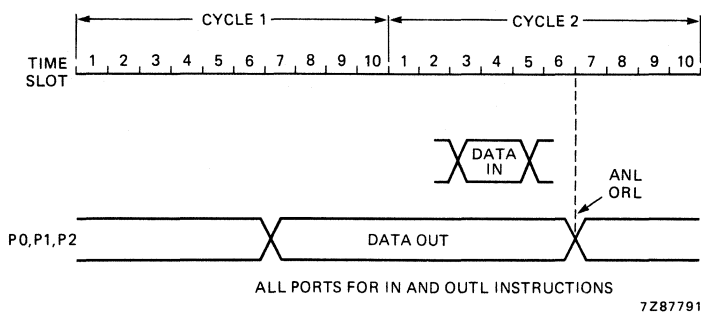 CYCLE 1 CYCLE 2
TIME SLOT 1 2 3 4 5 6 7 8 9 10 1 2 3 4 5 6 7 8 9 10
DATA IN
ANL
ORL
P0,P1,P2 DATA OUT
ALL PORTS FOR IN AND OUTL INSTRUCTIONS
7Z87791